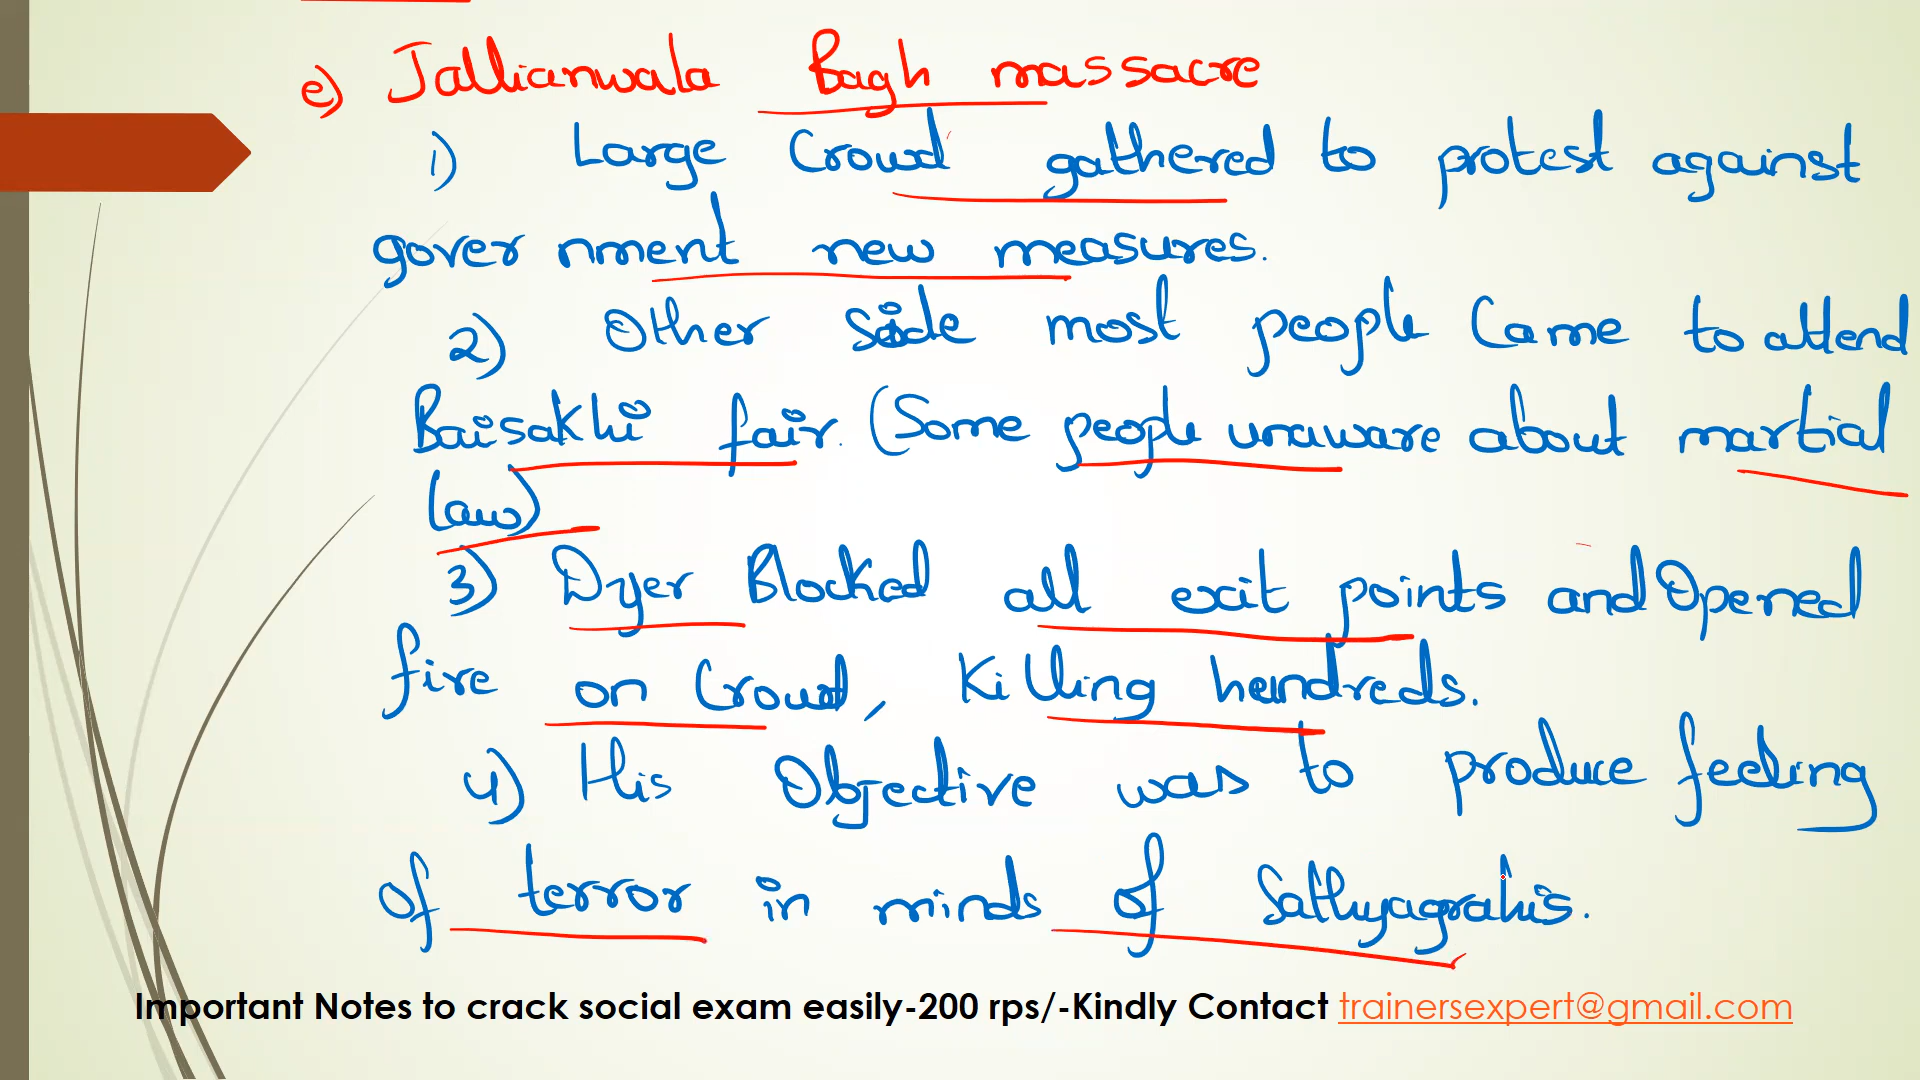 e) Jallianwala Bagh massacre
1) Large Crowd gathered to protest against
government new measures.
2) Other side most people Came to attend
Baisakhi fair. (Some people unaware about martial
law)
3) Dyer Blocked all exit points and Opened
fire on Crowd, Killing hundreds.
4) His Objective was to produce feeling
of terror in minds of Sathyagrahis.
Important Notes to crack social exam easily-200 rps/-Kindly Contact trainersexpert@gmail.com